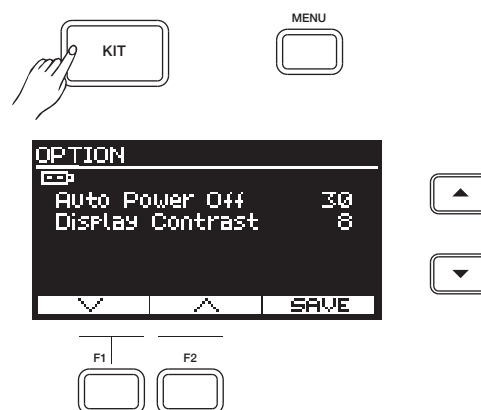 MENU
KIT
OPTION
Auto Power Off 30
Display Contrast 8
SAVE
F1 F2